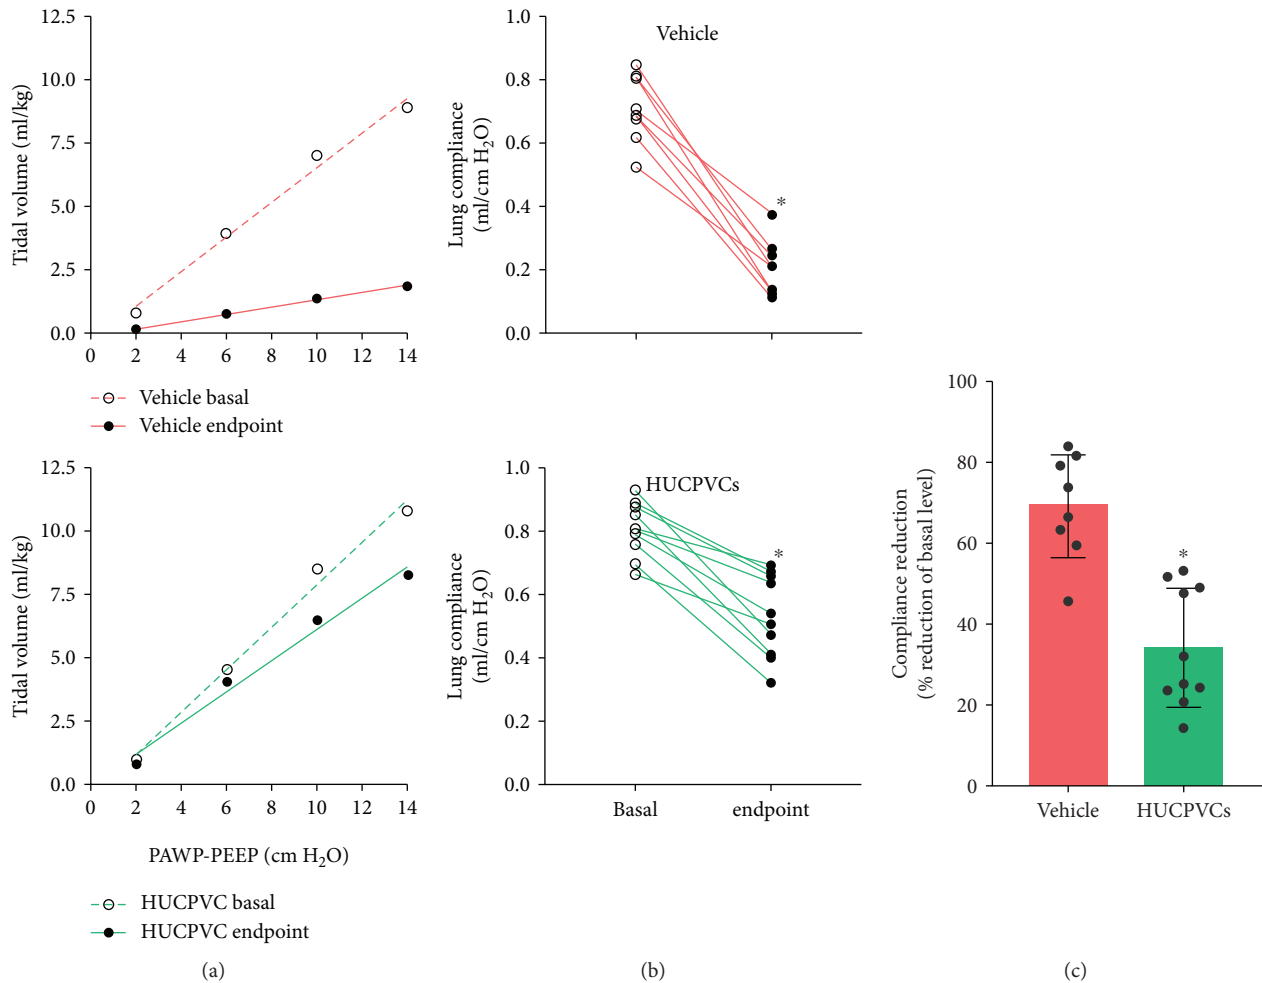 12.5
10.0
7.5
5.0
2.5
0.0
0 2 4 6 8 10 12 14
Tidal volume (ml/kg)
Vehicle basal
Vehicle endpoint
1.0
0.8
0.6
0.4
0.2
0.0
Lung compliance
(ml/cm H₂O)
Vehicle
*
12.5
10.0
7.5
5.0
2.5
0.0
0 2 4 6 8 10 12 14
Tidal volume (ml/kg)
PAWP-PEEP (cm H₂O)
HUCPVC basal
HUCPVC endpoint
(a)
1.0
0.8
0.6
0.4
0.2
0.0
Lung compliance
(ml/cm H₂O)
HUCPVCs
*
Basal endpoint
(b)
100
80
60
40
20
0
Compliance reduction
(% reduction of basal level)
*
Vehicle HUCPVCs
(c)